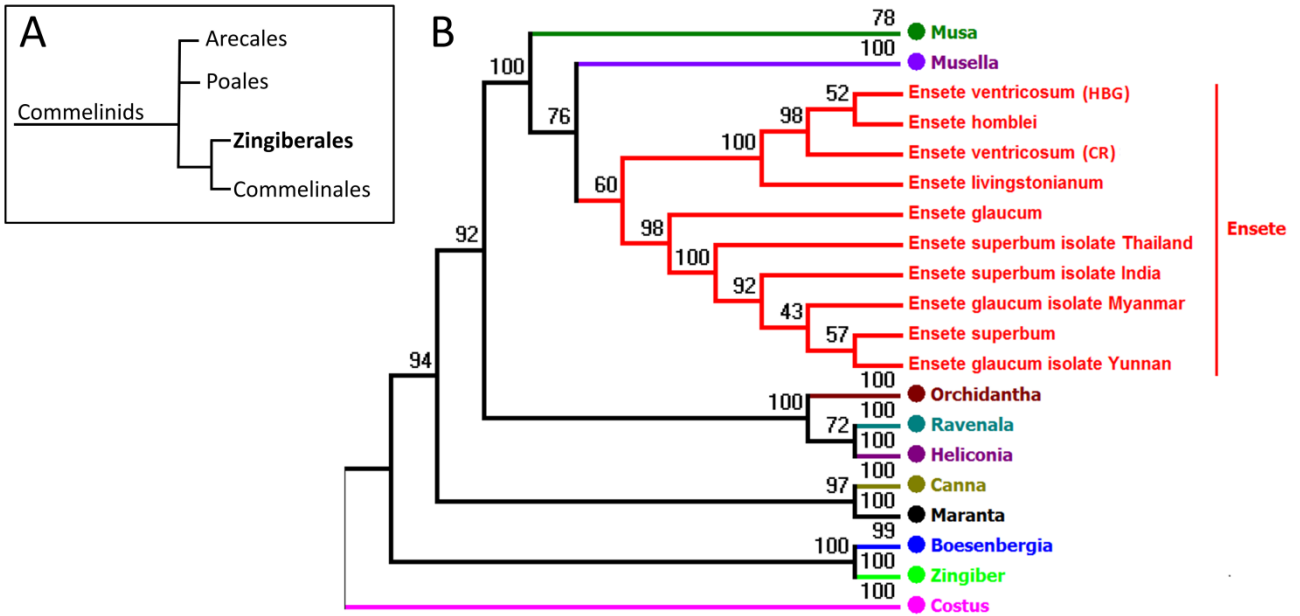 A
Arecales
Poales
Commelinids
Zingiberales
Commelinales
B
78
Musa
100
Musella
100
76
52
Ensete ventricosum (HBG)
98
Ensete homblei
100
Ensete ventricosum (CR)
60
Ensete livingstonianum
98
Ensete glaucum
Ensete
100
Ensete superbum isolate Thailand
92
Ensete superbum isolate India
92
43
Ensete glaucum isolate Myanmar
57
Ensete superbum
94
Ensete glaucum isolate Yunnan
100
Orchidantha
100
100
Ravenala
72
100
Heliconia
100
Canna
97
100
Maranta
99
Boesenbergia
100
100
Zingiber
100
Costus